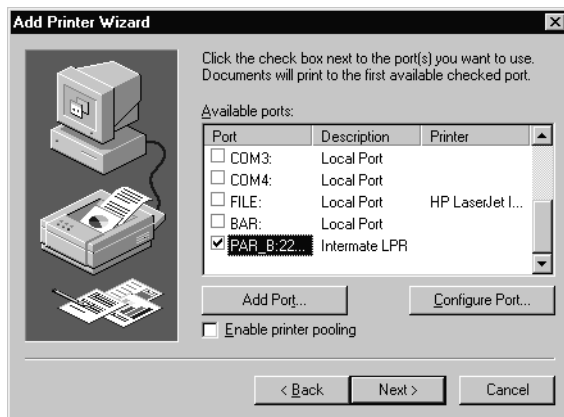 Add Printer Wizard
Click the check box next to the port(s) you want to use.
Documents will print to the first available checked port.
Available ports:
Port Description Printer
COM3: Local Port
COM4: Local Port
FILE: Local Port HP LaserJet I...
BAR: Local Port
PAR_B:22... Intermate LPR
Add Port... Configure Port...
Enable printer pooling
< Back Next > Cancel